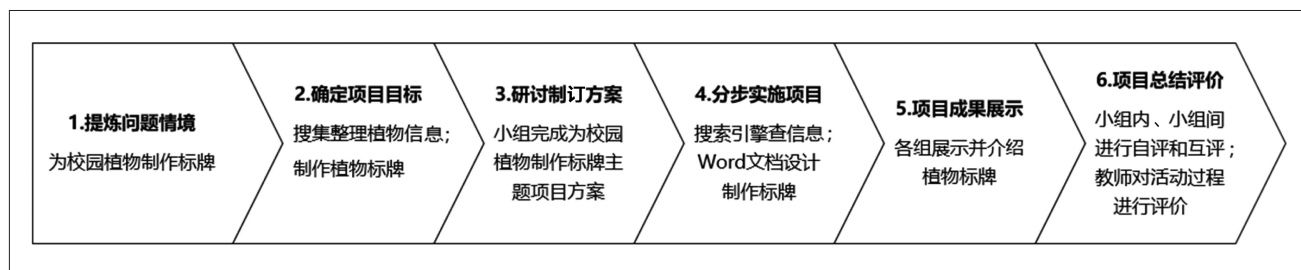 1.提炼问题情境
为校园植物制作标牌
2.确定项目目标
搜集整理植物信息；
制作植物标牌
3.研讨制订方案
小组完成为校园
植物制作标牌主
题项目方案
4.分步实施项目
搜索引擎查信息；
Word文档设计
制作标牌
5.项目成果展示
各组展示并介绍
植物标牌
6.项目总结评价
小组内、小组间
进行自评和互评；
教师对活动过程
进行评价